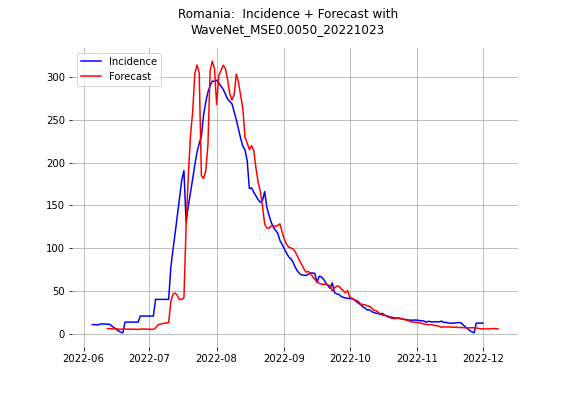 Romania:  Incidence + Forecast with
WaveNet_MSE0.0050_20221023
Incidence
Forecast
300
250
200
150
100
50
0
2022-06 2022-07 2022-08 2022-09 2022-10 2022-11 2022-12